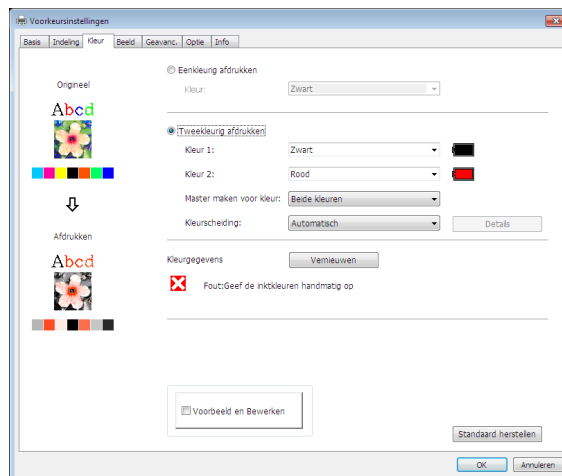 Voorkeursinstellingen
Basis Indeling Kleur Beeld Geavanc. Optie Info
Origineel
Abcd
Afdrukken
Abcd
Eenkleurig afdrukken
Kleur: Zwart
Tweekleurig afdrukken
Kleur 1: Zwart
Kleur 2: Rood
Master maken voor kleur: Beide kleuren
Kleurscheiding: Automatisch Details
Kleurgegevens Vernieuwen
Fout:Geef de inktkleuren handmatig op
Voorbeeld en Bewerken
Standaard herstellen
OK Annuleren